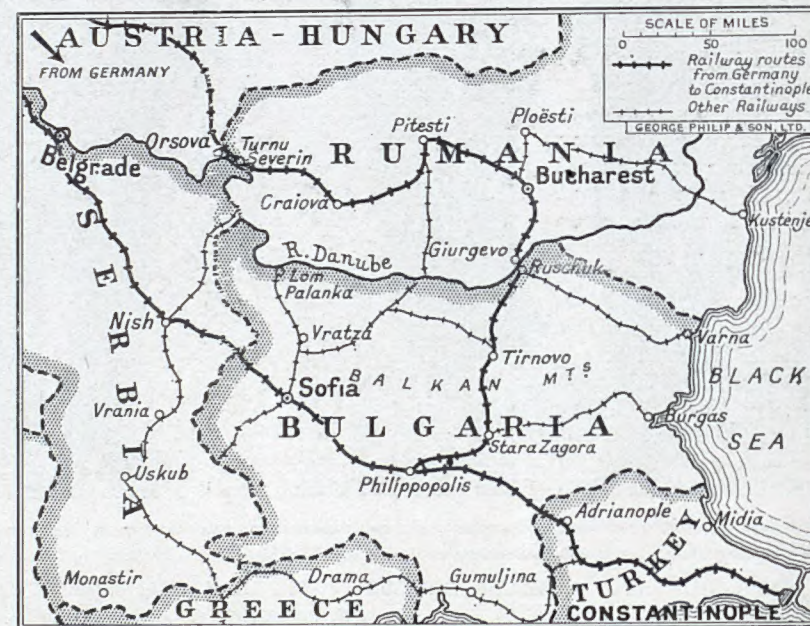 AUSTRIA-HUNGARY
FROM GERMANY
SCALE OF MILES
0 50 100
Railway routes
from Germany
to Constantinople
Other Railways
GEORGE PHILIP & SON, LTD.
Belgrade
Orsova
Turnu
Severin
Craiova
Pitesti
Ploësti
RUMANIA
Bucharest
Kustenje
Giurgevo
R. Danube
Ruschuk
Lom
Palanka
SERBIA
Nish
Vratza
Tirnovo
Varna
BALKAN MTS
BLACK
SEA
Sofia
BULGARIA
Vrania
Burgas
Stara Zagora
Uskub
Philippopolis
Adrianople
Midia
TURKEY
Monastir
Drama
Gumuljina
GREECE
CONSTANTINOPLE